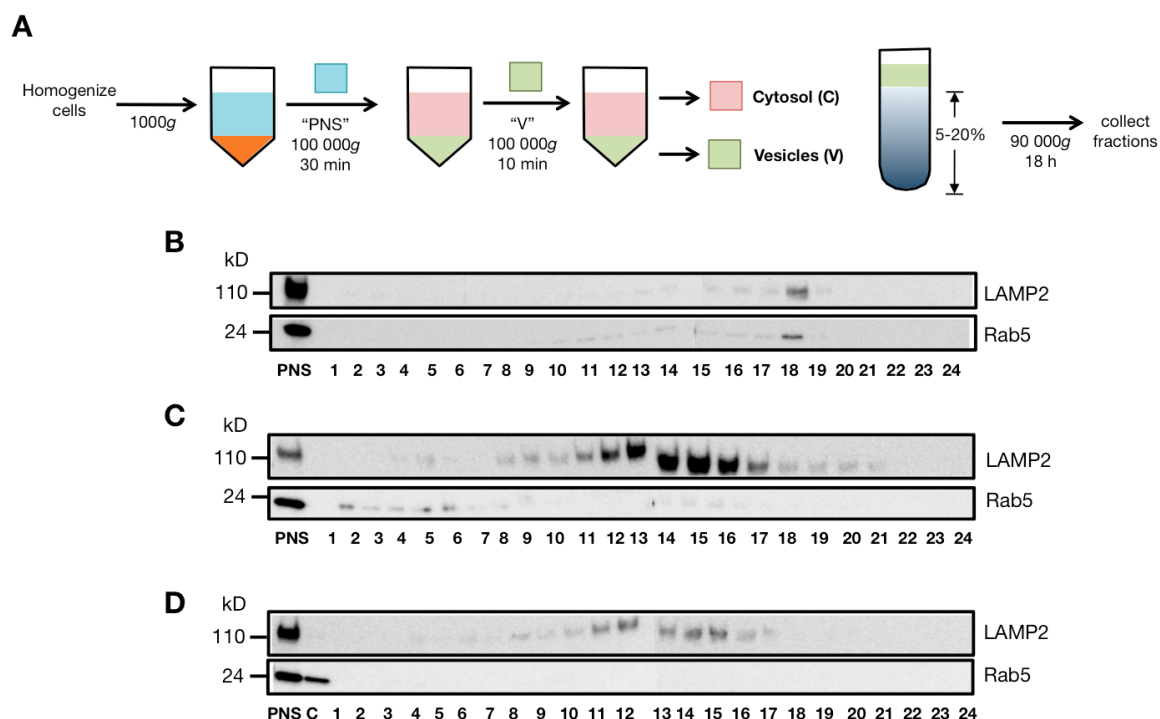 A
Homogenize
cells
1000g
“PNS”
100 000g
30 min
“V”
100 000g
10 min
Cytosol (C)
Vesicles (V)
5-20%
90 000g
18 h
collect
fractions
B
kD
110
LAMP2
24
Rab5
PNS 1 2 3 4 5 6 7 8 9 10 11 12 13 14 15 16 17 18 19 20 21 22 23 24
C
kD
110
LAMP2
24
Rab5
PNS 1 2 3 4 5 6 7 8 9 10 11 12 13 14 15 16 17 18 19 20 21 22 23 24
D
kD
110
LAMP2
24
Rab5
PNS C 1 2 3 4 5 6 7 8 9 10 11 12 13 14 15 16 17 18 19 20 21 22 23 24